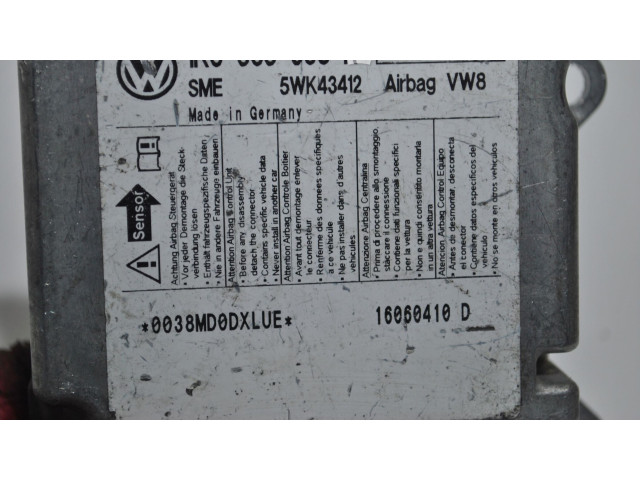 SME 5WK43412 Airbag VW8
Made in Germany
Sensor
Achtung Airbag Steuergerät
• Vor jeder Demontage die Steck-
verbindung lösen
• Enthält fahrzeugspezifische Daten
• Nie in andere Fahrzeuge einbauen
Attention Airbag Control Unit
• Before any disassembly
detach the connector
• Contains specific vehicle data
• Never install in another car
Attention Airbag Controle Boitier
• Avant tout demontage enlever
le connecteur
• Renferme des données spécifiques
à ce véhicule
• Ne pas installer dans d'autres
véhicules
Attenzione Airbag Centralina
• Prima di procedere allo smontaggio,
staccare il connessione
• Contiene dati funzionali specifici
per la vettura
• Non e quindi consentito montarla
in un altra vettura
Atencion Airbag Control Equipo
• Antes de desmontar, desconecta
el conector
• Contiene datos especificos del
vehiculo
• No se monte en otros vehiculos
*0038MD0DXLUE* 16060410 D